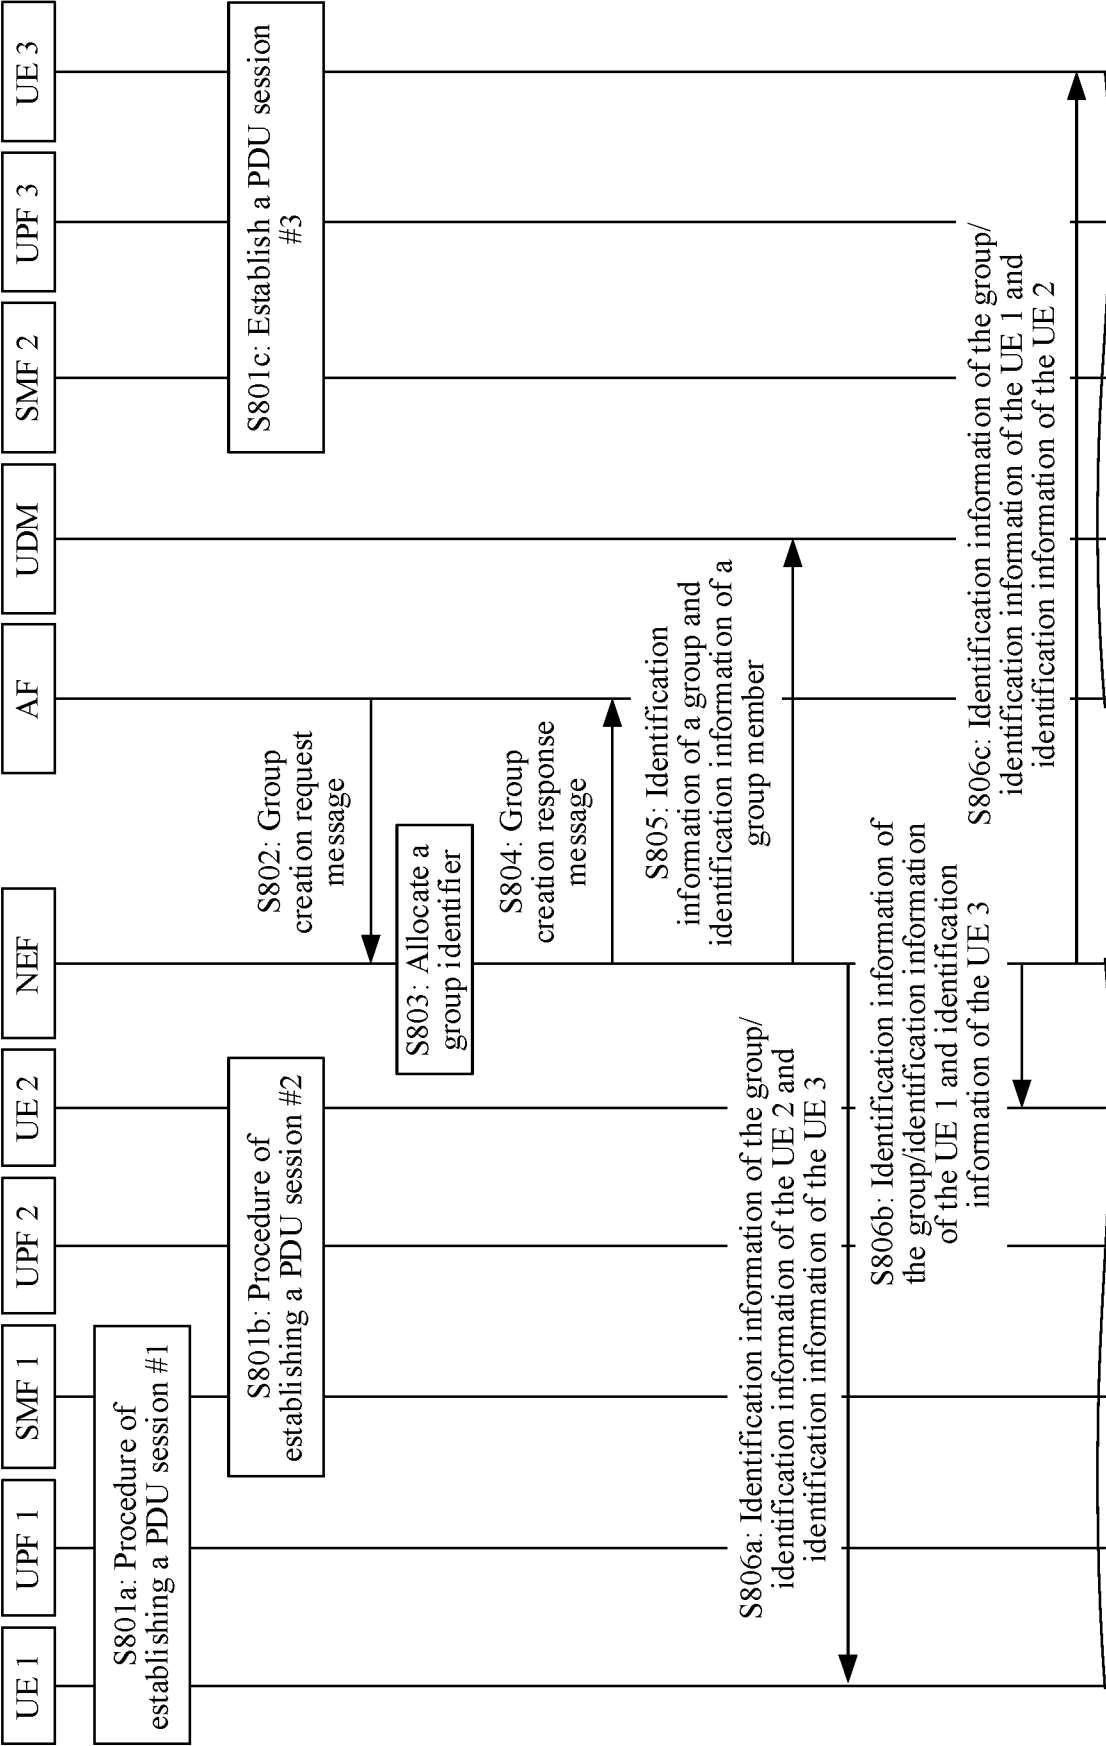 UE 1
UPF 1
SMF 1
UPF 2
UE 2
NEF
AF
UDM
SMF 2
UPF 3
UE 3
S801a: Procedure of
establishing a PDU session #1
S801b: Procedure of
establishing a PDU session #2
S801c: Establish a PDU session
#3
S802: Group
creation request
message
S803: Allocate a
group identifier
S804: Group
creation response
message
S805: Identification
information of a group and
identification information of a
group member
S806a: Identification information of the group/
identification information of the UE 2 and
identification information of the UE 3
S806b: Identification information of
the group/identification information
of the UE 1 and identification
information of the UE 3
S806c: Identification information of the group/
identification information of the UE 1 and
identification information of the UE 2